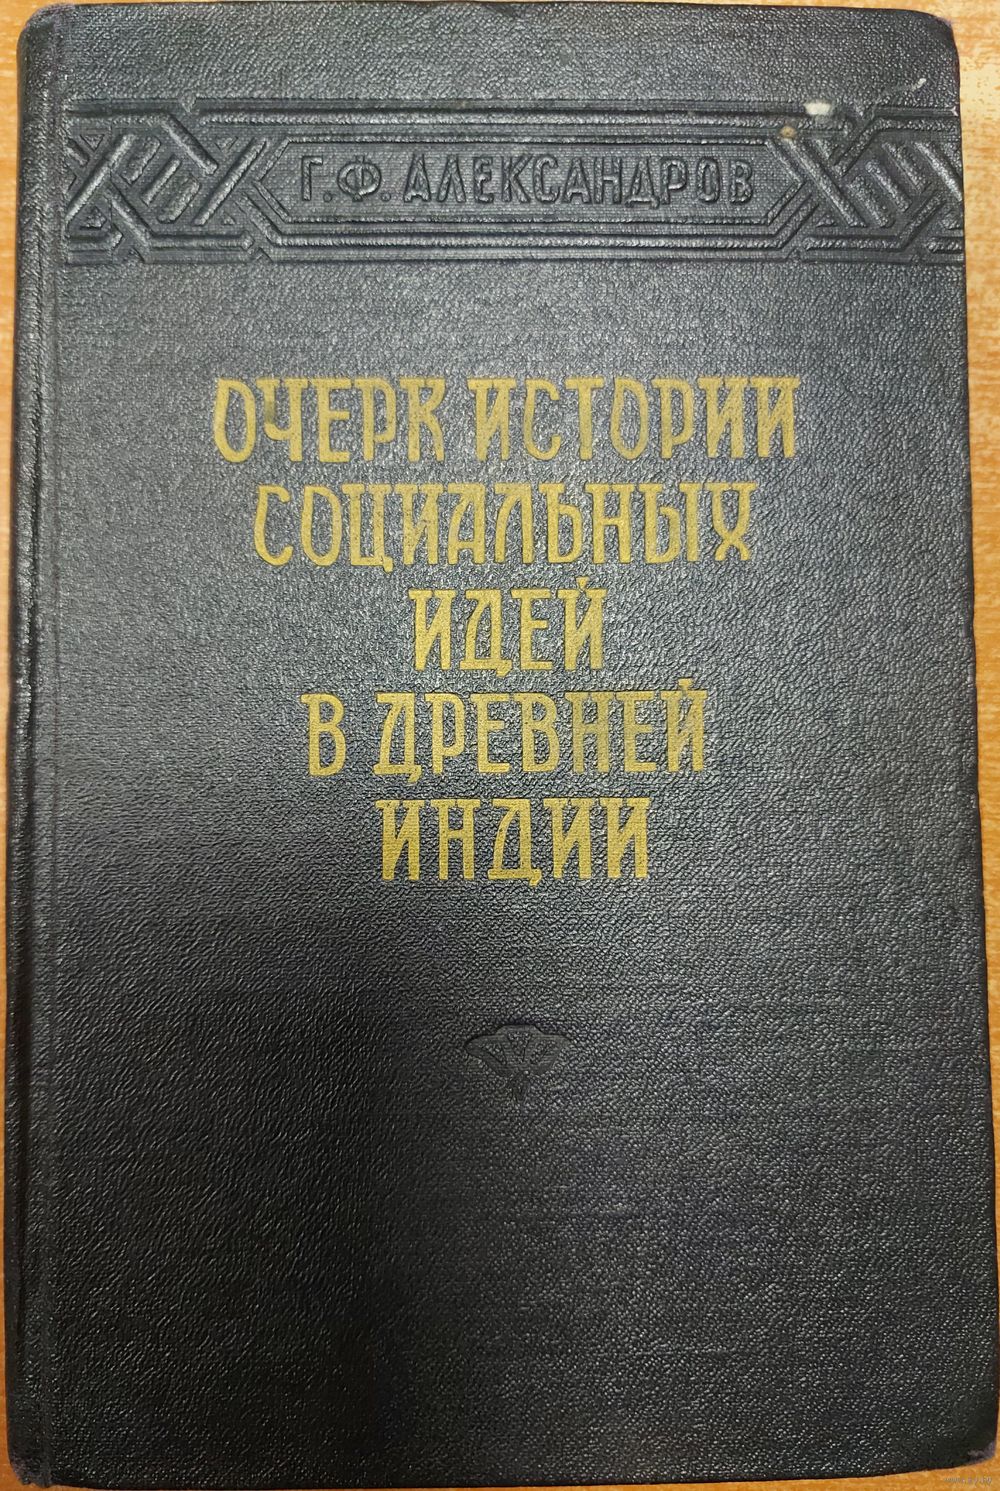 Г.Ф. АЛЕКСАНДРОВ
ОЧЕРК ИСТОРИИ
СОЦИАЛЬНЫХ
ИДЕЙ
В ДРЕВНЕЙ
ИНДИИ